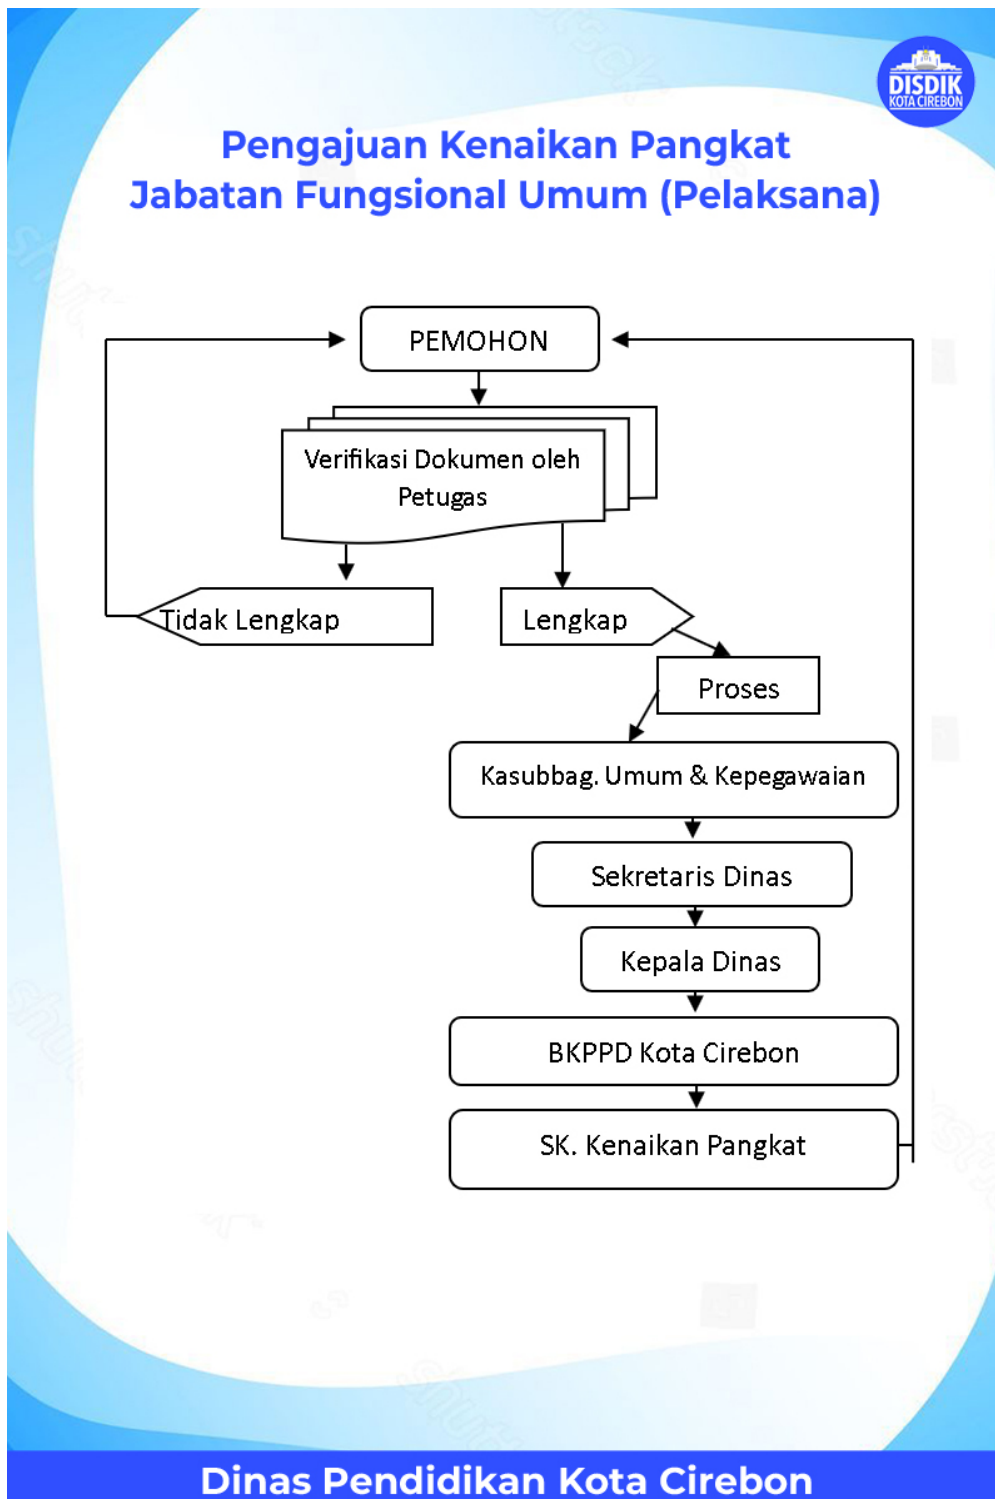 DISDIK
KOTA CIREBON
Pengajuan Kenaikan Pangkat
Jabatan Fungsional Umum (Pelaksana)
PEMOHON
Verifikasi Dokumen oleh
Petugas
Tidak Lengkap
Lengkap
Proses
Kasubbag. Umum & Kepegawaian
Sekretaris Dinas
Kepala Dinas
BKPPD Kota Cirebon
SK. Kenaikan Pangkat
Dinas Pendidikan Kota Cirebon